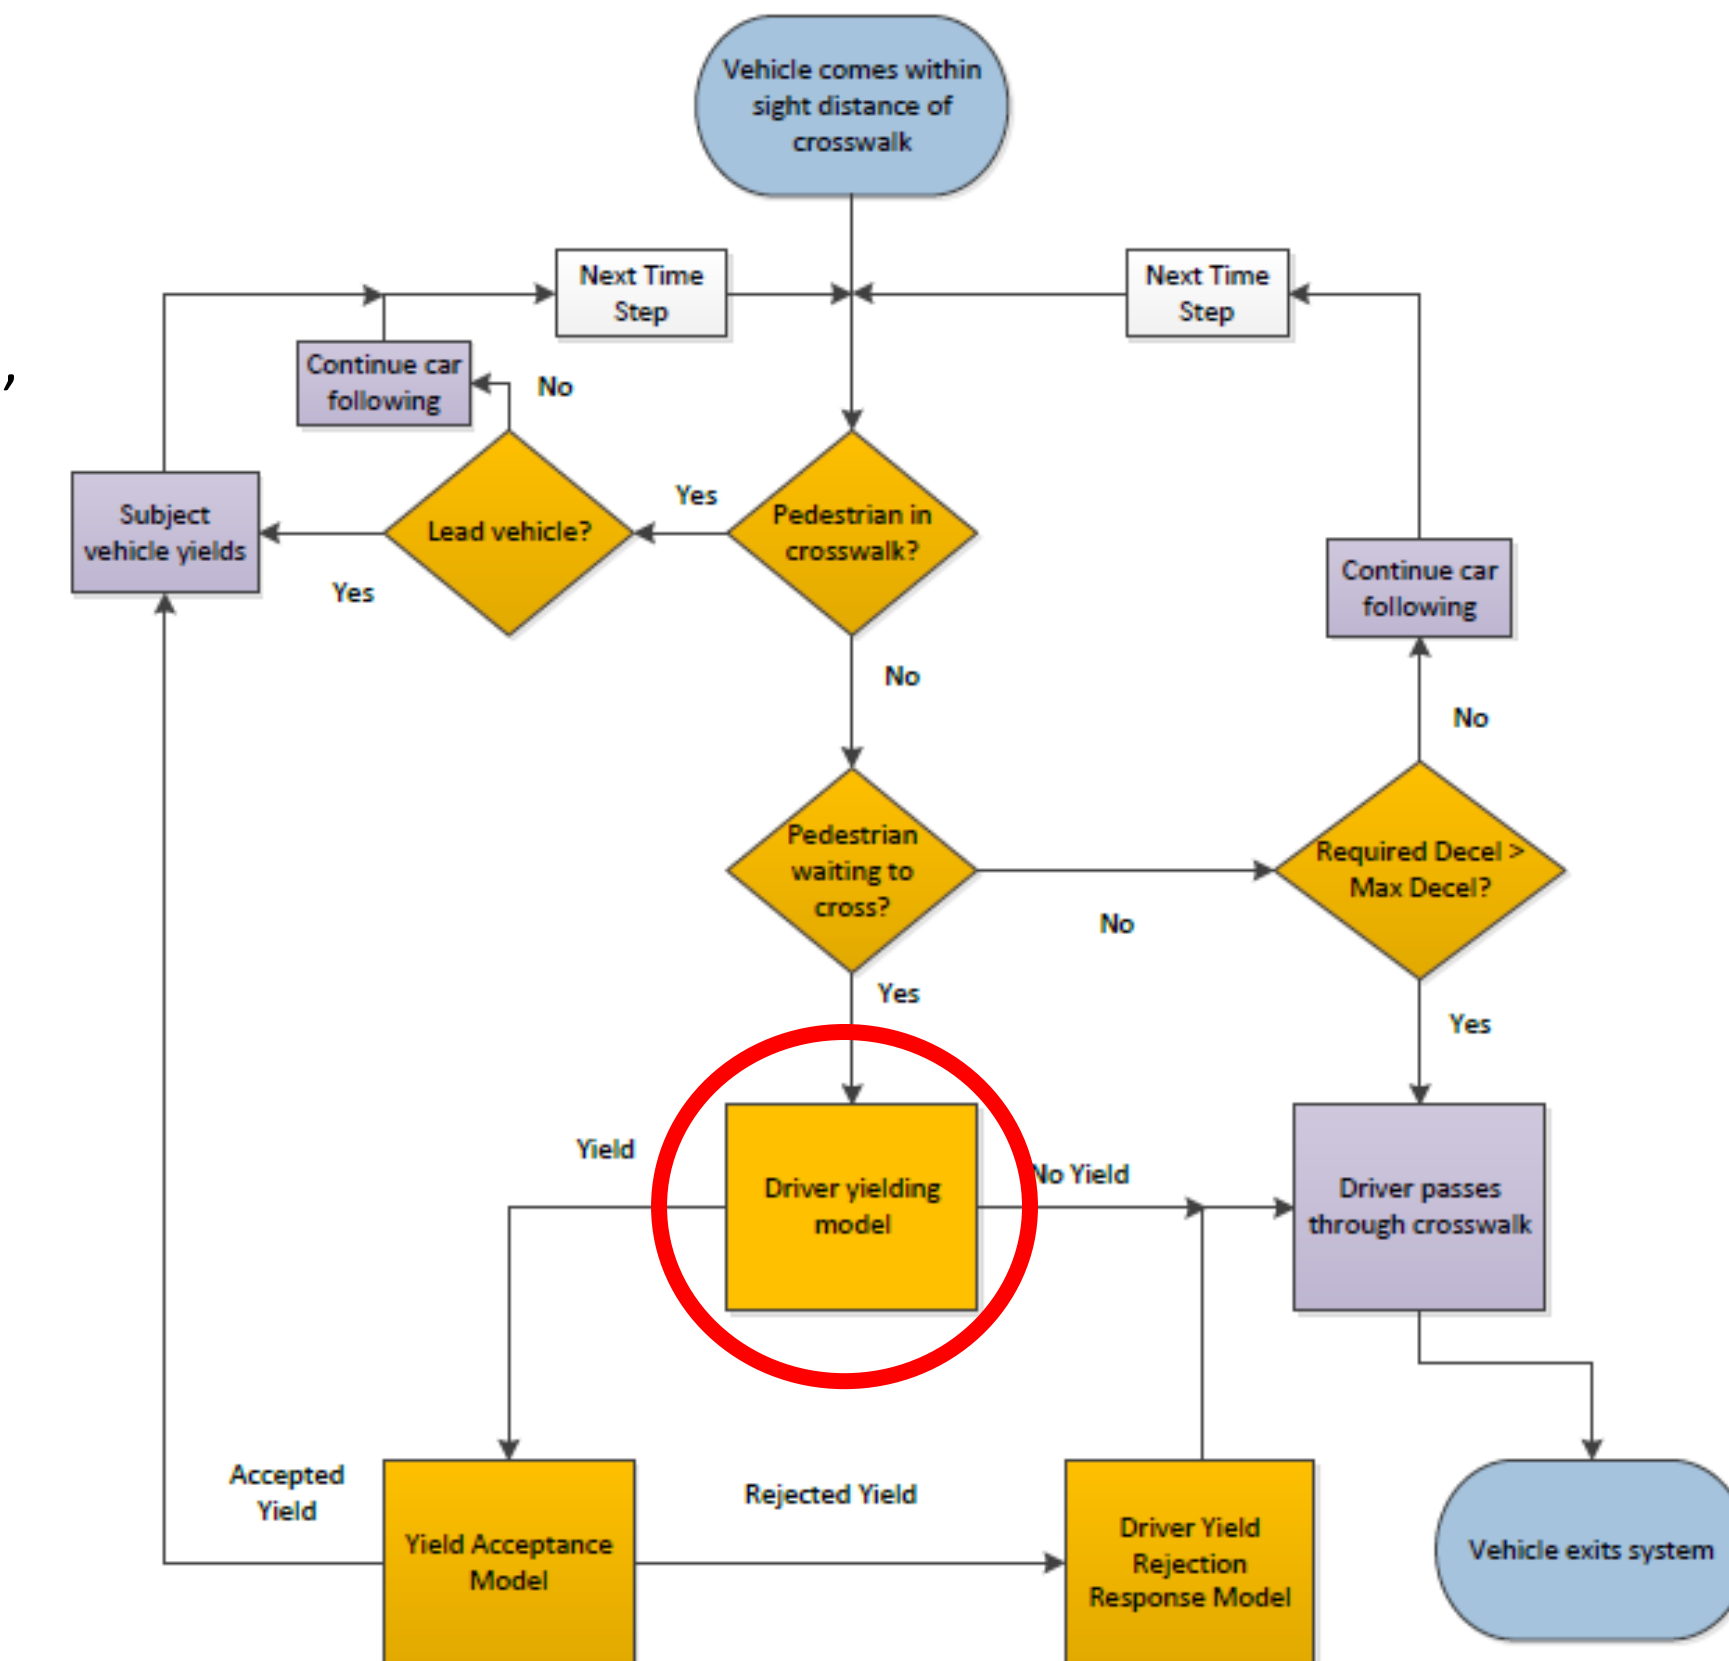 Vehicle comes within
sight distance of
crosswalk
Next Time
Step
Next Time
Step
,
Continue car
following
No
Subject
vehicle yields
Lead vehicle?
Yes
Pedestrian in
crosswalk?
Yes
Continue car
following
No
No
Pedestrian
waiting to
cross?
No
Required Decel >
Max Decel?
Yes
Yes
Yield
Driver yielding
model
No Yield
Driver passes
through crosswalk
Accepted
Yield
Rejected Yield
Yield Acceptance
Model
Driver Yield
Rejection
Response Model
Vehicle exits system